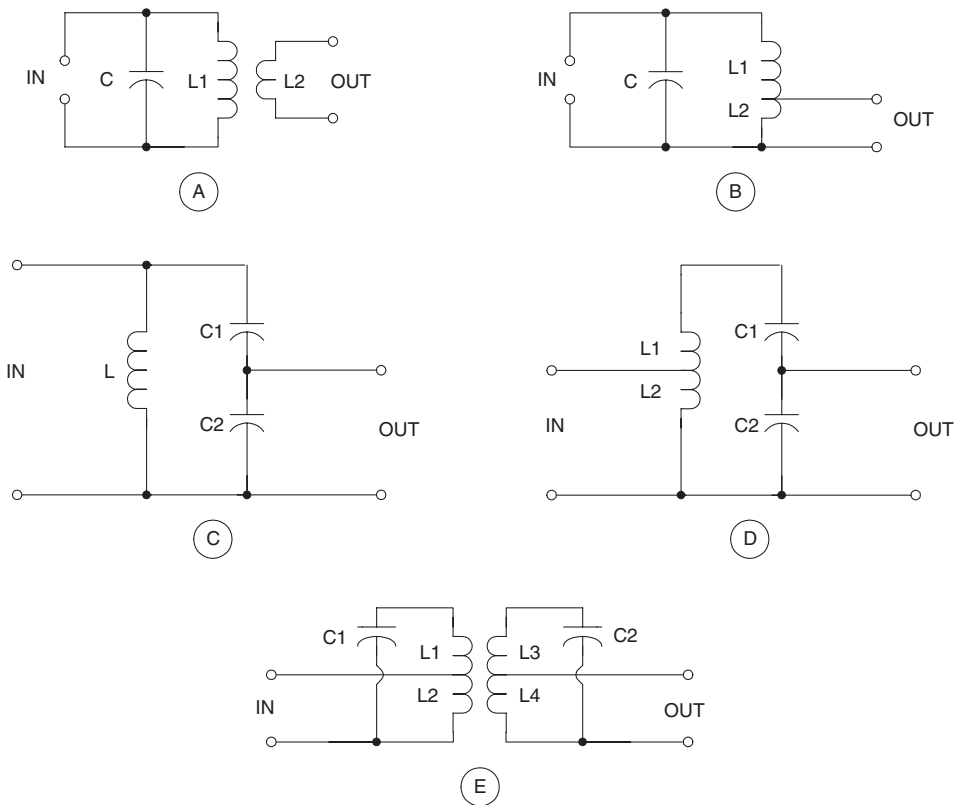 IN C L1 L2 OUT
A
IN C L1
L2
OUT
B
IN L C1
C2
OUT
C
IN L1
L2
C1
C2
OUT
D
C1 L1 L3 C2
IN L2 L4 OUT
E